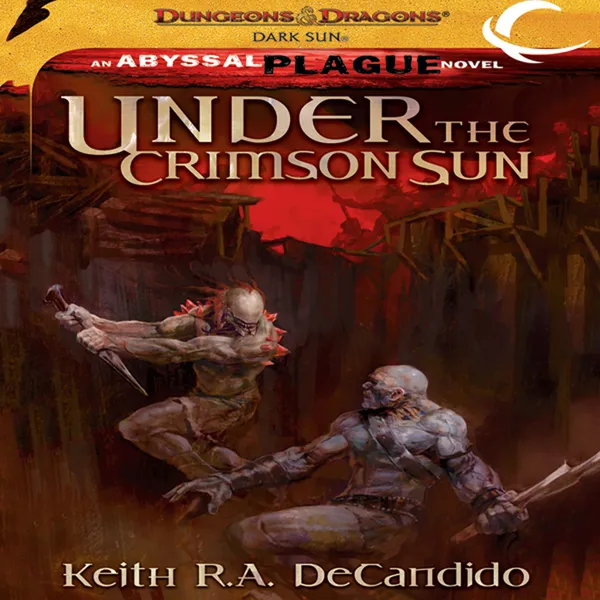 DUNGEONS & DRAGONS®
DARK SUN®
AN ABYSSAL PLAGUE NOVEL
UNDER THE
CRIMSON SUN
KEITH R.A. DECANDIDO